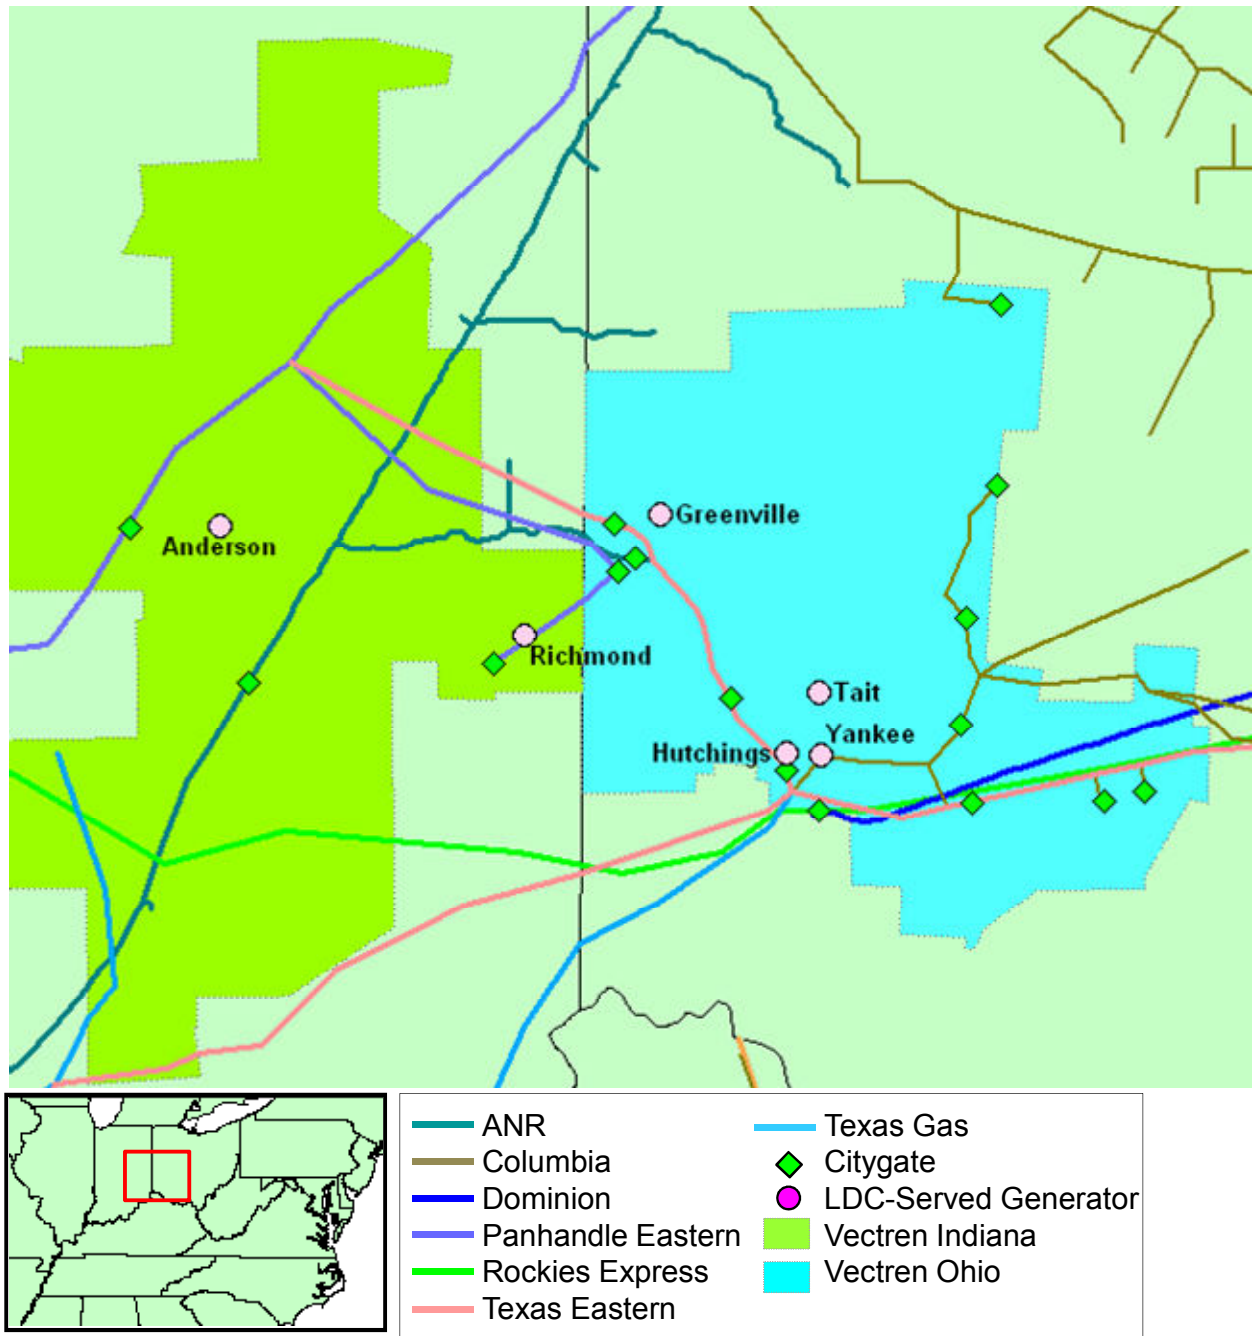 Greenville
Anderson
Richmond
Tait
Yankee
Hutchings
ANR
Columbia
Dominion
Panhandle Eastern
Rockies Express
Texas Eastern
Texas Gas
Citygate
LDC-Served Generator
Vectren Indiana
Vectren Ohio